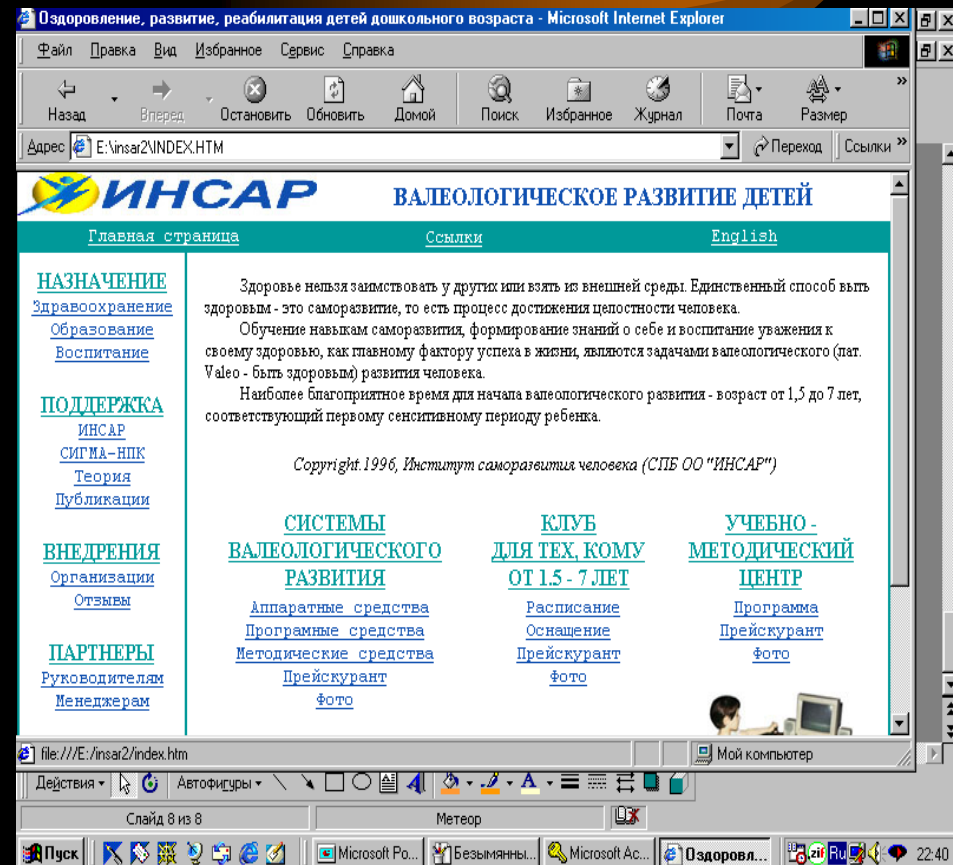 Оздоровление, развитие, реабилитация детей дошкольного возраста - Microsoft Internet Explorer
Файл Правка Вид Избранное Сервис Справка
Назад Вперед Остановить Обновить Домой Поиск Избранное Журнал Почта Размер »
Адрес E:\insar2\INDEX.HTM Переход Ссылки »
ИНСАР ВАЛЕОЛОГИЧЕСКОЕ РАЗВИТИЕ ДЕТЕЙ
Главная страница Ссылки English
НАЗНАЧЕНИЕ
Здравоохранение
Образование
Воспитание
ПОДДЕРЖКА
ИНСАР
СИГМА-НПК
Теория
Публикации
ВНЕДРЕНИЯ
Организации
Отзывы
ПАРТНЕРЫ
Руководителям
Менеджерам
Здоровье нельзя заимствовать у других или взять из внешней среды. Единственный способ выть
здоровым - это саморазвитие, то есть процесс достижения целостности человека.
Обучение навыкам саморазвития, формирование знаний о себе и воспитание уважения к
своему здоровью, как главному фактору успеха в жизни, являются задачами валеологического (лат.
Valeo - быть здоровым) развития человека.
Наиболее благоприятное время для начала валеологического развития - возраст от 1,5 до 7 лет,
соответствующий первому сенситивному периоду ребенка.
Copyright.1996, Институт саморазвития человека (СПБ ОО "ИНСАР")
СИСТЕМЫ
ВАЛЕОЛОГИЧЕСКОГО
РАЗВИТИЯ
Аппаратные средства
Програмные средства
Методические средства
Прейскурант
Фото
КЛУБ
ДЛЯ ТЕХ, КОМУ
ОТ 1.5 - 7 ЛЕТ
Расписание
Оснащение
Прейскурант
Фото
УЧЕБНО -
МЕТОДИЧЕСКИЙ
ЦЕНТР
Программа
Прейскурант
Фото
file:///E:/insar2/index.htm Мой компьютер
Действия Автофигуры
Слайд 8 из 8 Метеор
Пуск Microsoft Po... Безымянны... Microsoft Ac... Оздоровл... zif Ru 22:40